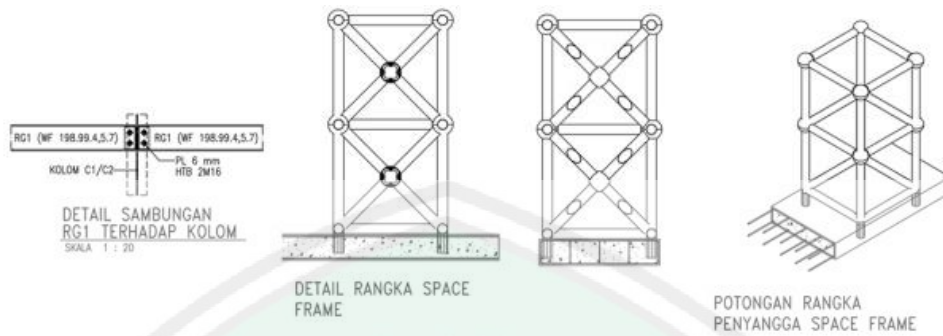 RG1 (WF 198.99.4,5.7)
RG1 (WF 198.99.4,5.7)
PL 6 mm
HTB 2M16
KOLOM C1/C2
DETAIL SAMBUNGAN
RG1 TERHADAP KOLOM
SKALA 1 : 20
DETAIL RANGKA SPACE
FRAME
POTONGAN RANGKA
PENYANGGA SPACE FRAME